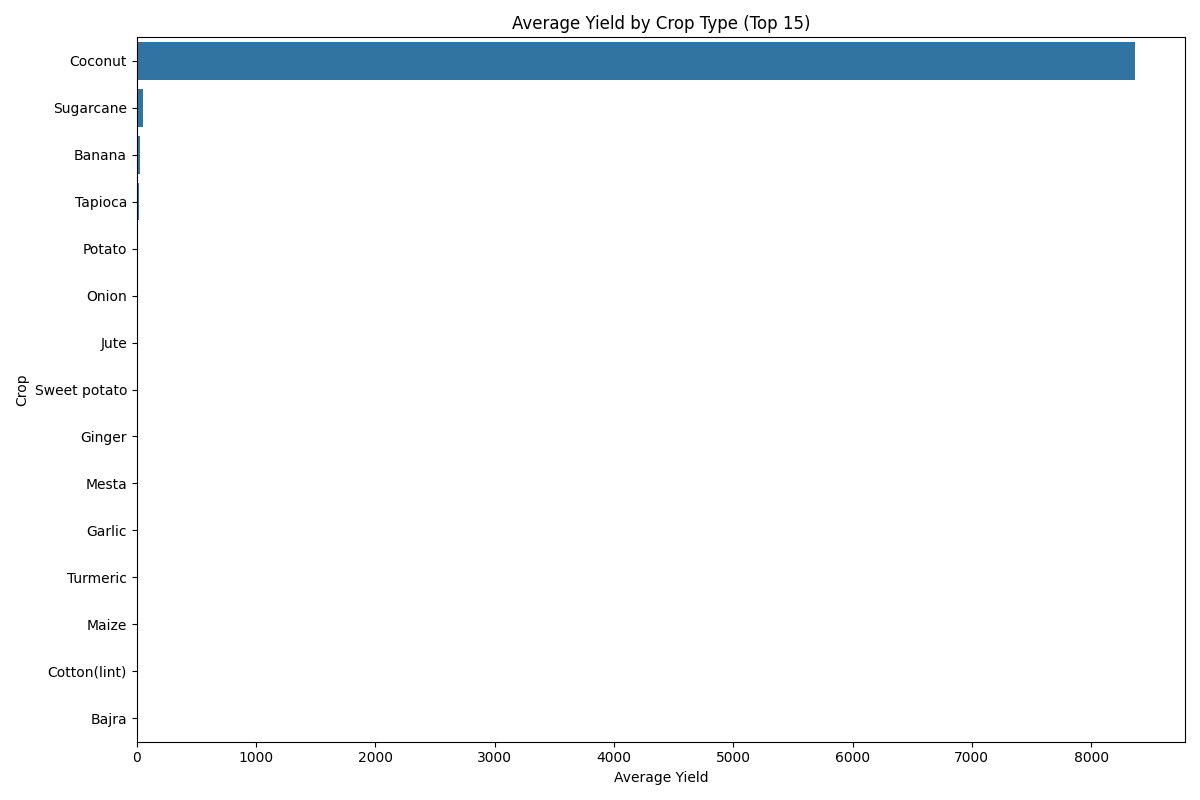 Average Yield by Crop Type (Top 15)
Crop
Coconut
Sugarcane
Banana
Tapioca
Potato
Onion
Jute
Sweet potato
Ginger
Mesta
Garlic
Turmeric
Maize
Cotton(lint)
Bajra
0 1000 2000 3000 4000 5000 6000 7000 8000
Average Yield